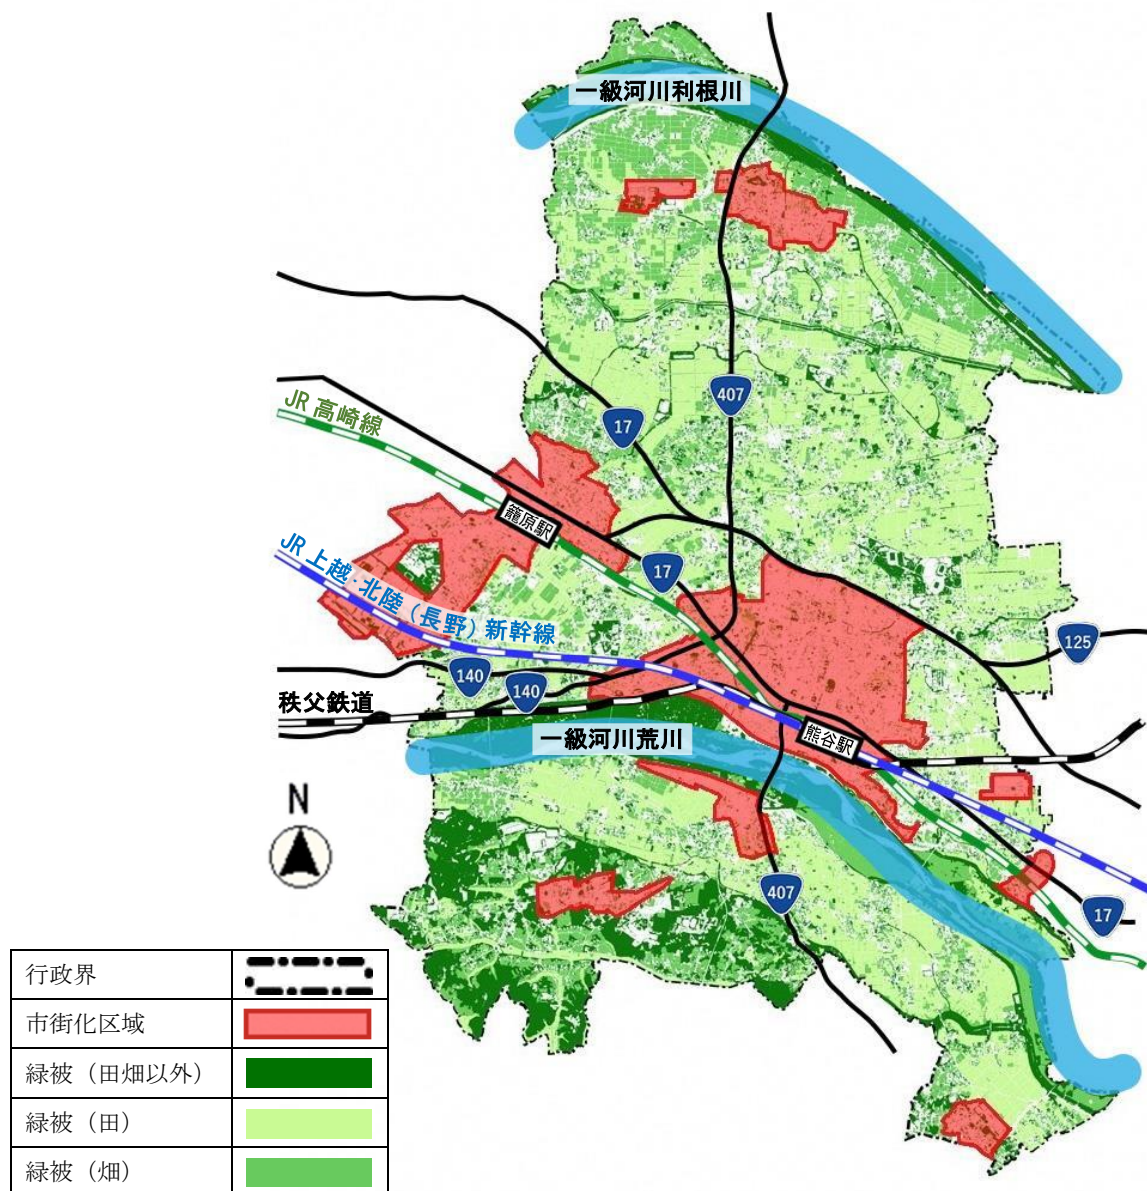 一級河川利根川
407
17
JR 高崎線
籠原駅
17
JR 上越・北陸（長野）新幹線
125
140
140
秩父鉄道
一級河川荒川
熊谷駅
N
407
17
行政界
市街化区域
緑被（田畑以外）
緑被（田）
緑被（畑）